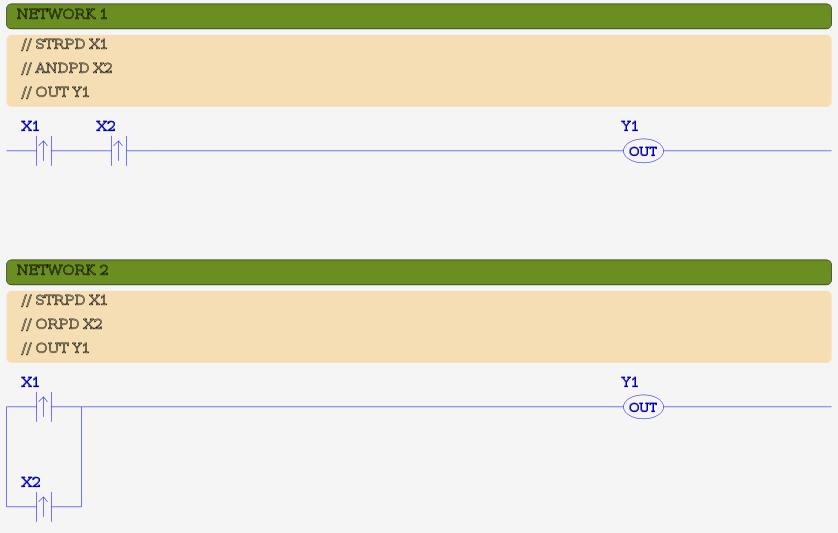 NETWORK 1
// STRPD X1
// ANDPD X2
// OUT Y1
X1 X2 Y1
OUT
NETWORK 2
// STRPD X1
// ORPD X2
// OUT Y1
X1 Y1
OUT
X2